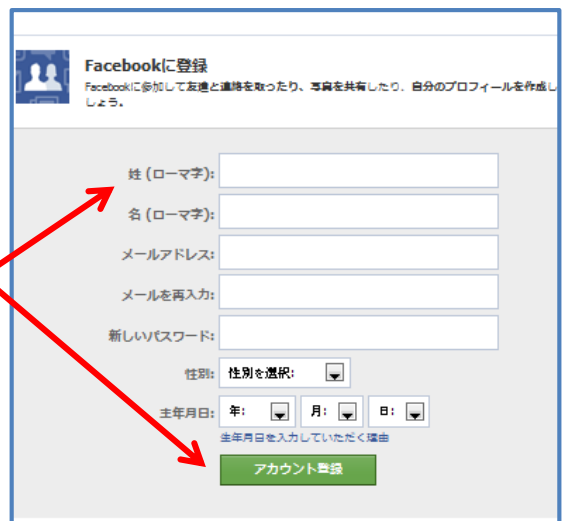 Facebookに登録
Facebookに参加して友達と連絡を取ったり、写真を共有したり、自分のプロフィールを作成し
しょう。
姓 (ローマ字):
名 (ローマ字):
メールアドレス:
メールを再入力:
新しいパスワード:
性別: 性別を選択:
生年月日: 年: 月: 日:
生年月日を入力していただく理由
アカウント登録